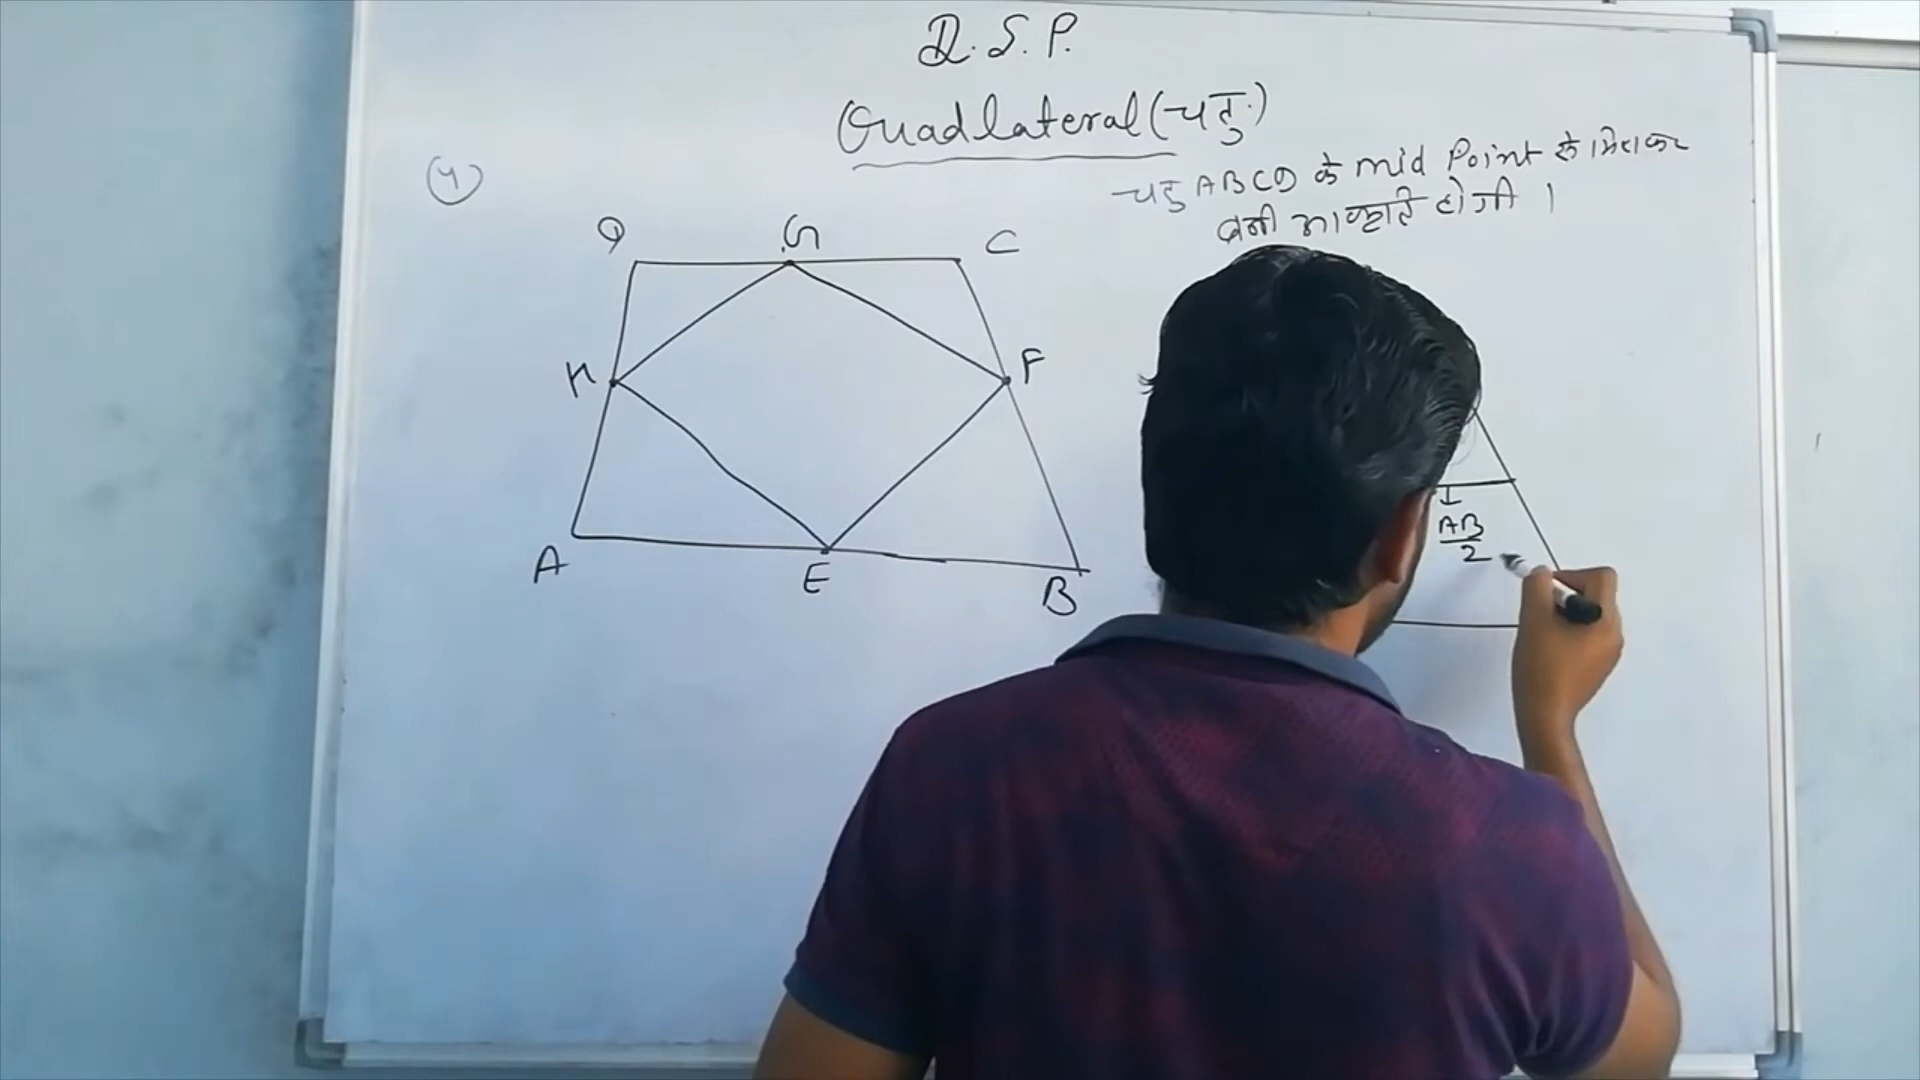 D.S.P.
Quadlateral (चतु.)
(4)
चतु ABCD के mid Point को मिलाकर
बनी आकृति होगी ।
D G C
H F
A E B
AB
2